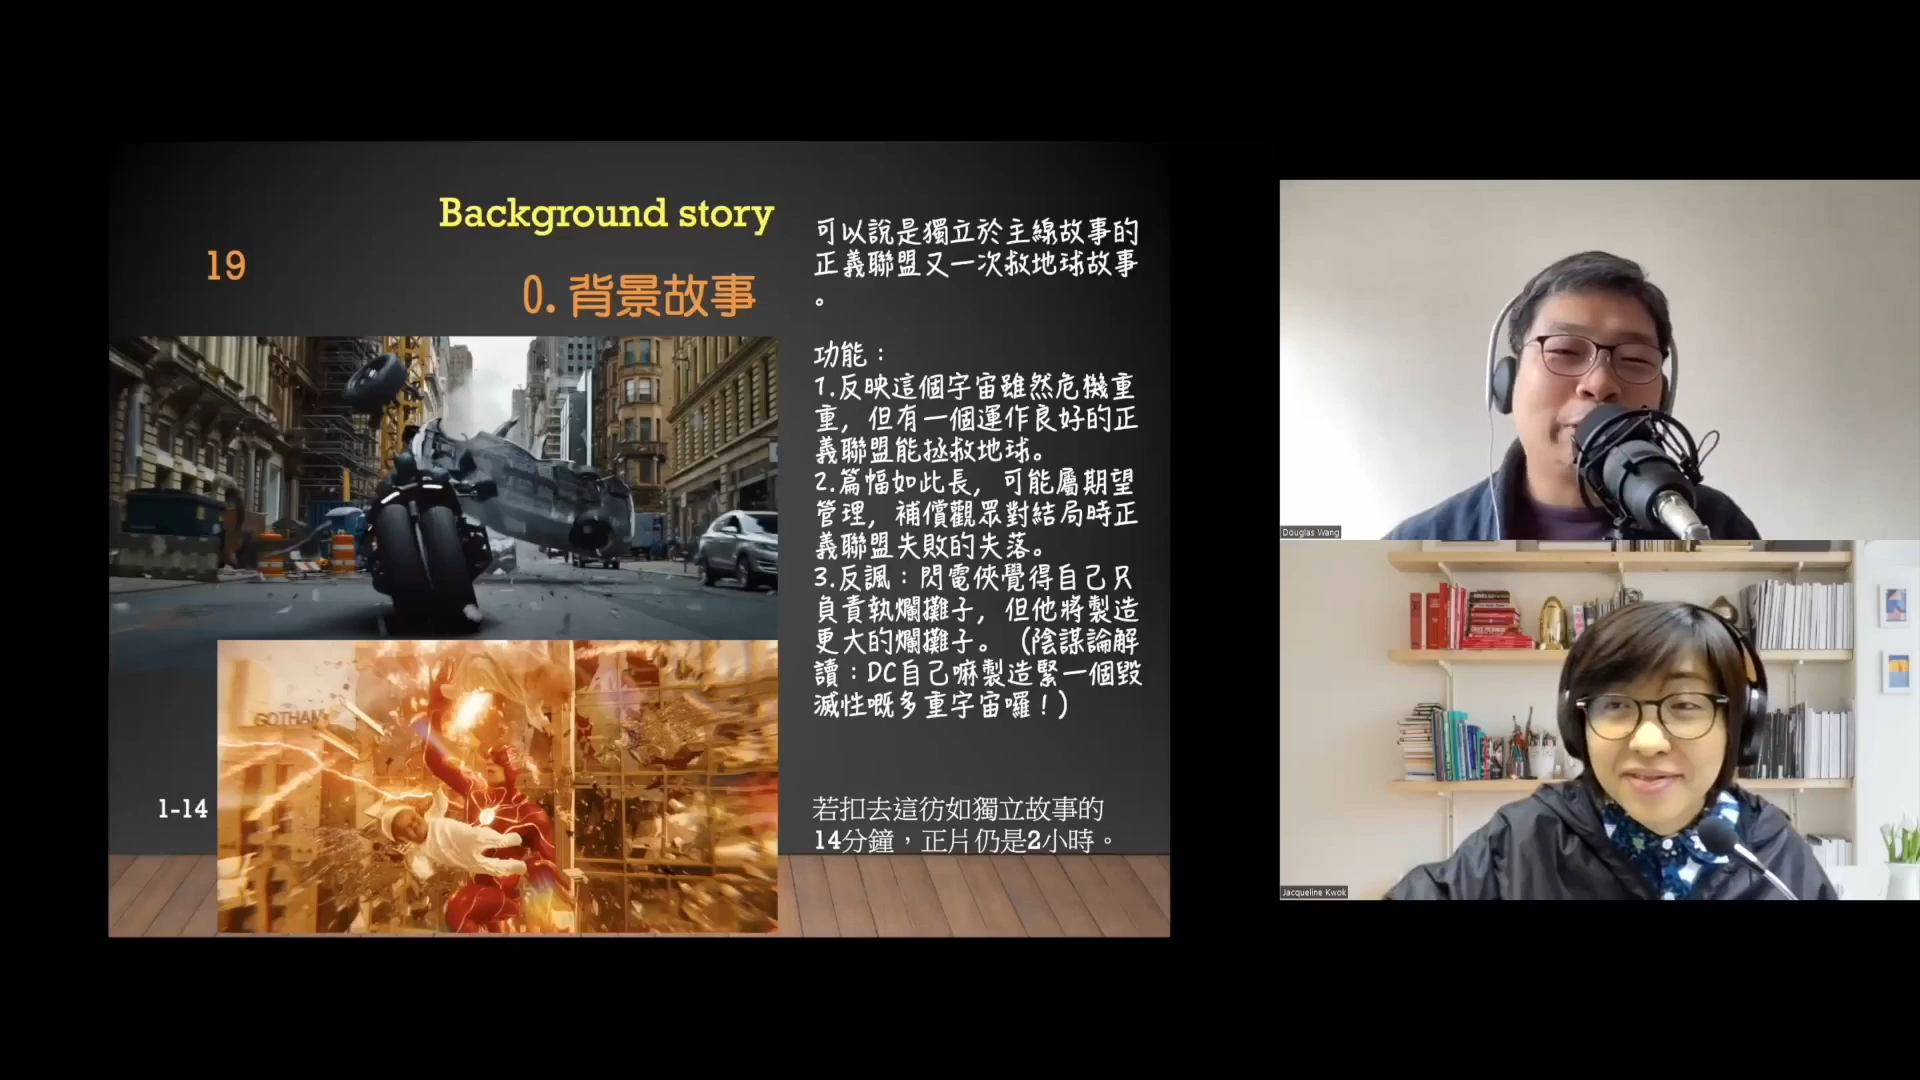 Background story
19
0. 背景故事
可以說是獨立於主線故事的
正義聯盟又一次救地球故事
。
功能：
1.反映這個宇宙雖然危機重
重，但有一個運作良好的正
義聯盟能拯救地球。
2.篇幅如此長，可能屬期望
管理，補償觀眾對結局時正
義聯盟失敗的失落。
3.反諷：閃電俠覺得自己只
負責執爛攤子，但他將製造
更大的爛攤子。（陰謀論解
讀：DC自己嘛製造緊一個毀
滅性嘅多重宇宙囉！)
GOTHAM
1-14
若扣去這彷如獨立故事的
14分鐘，正片仍是2小時。
Douglas Wang
Jacqueline Kwok